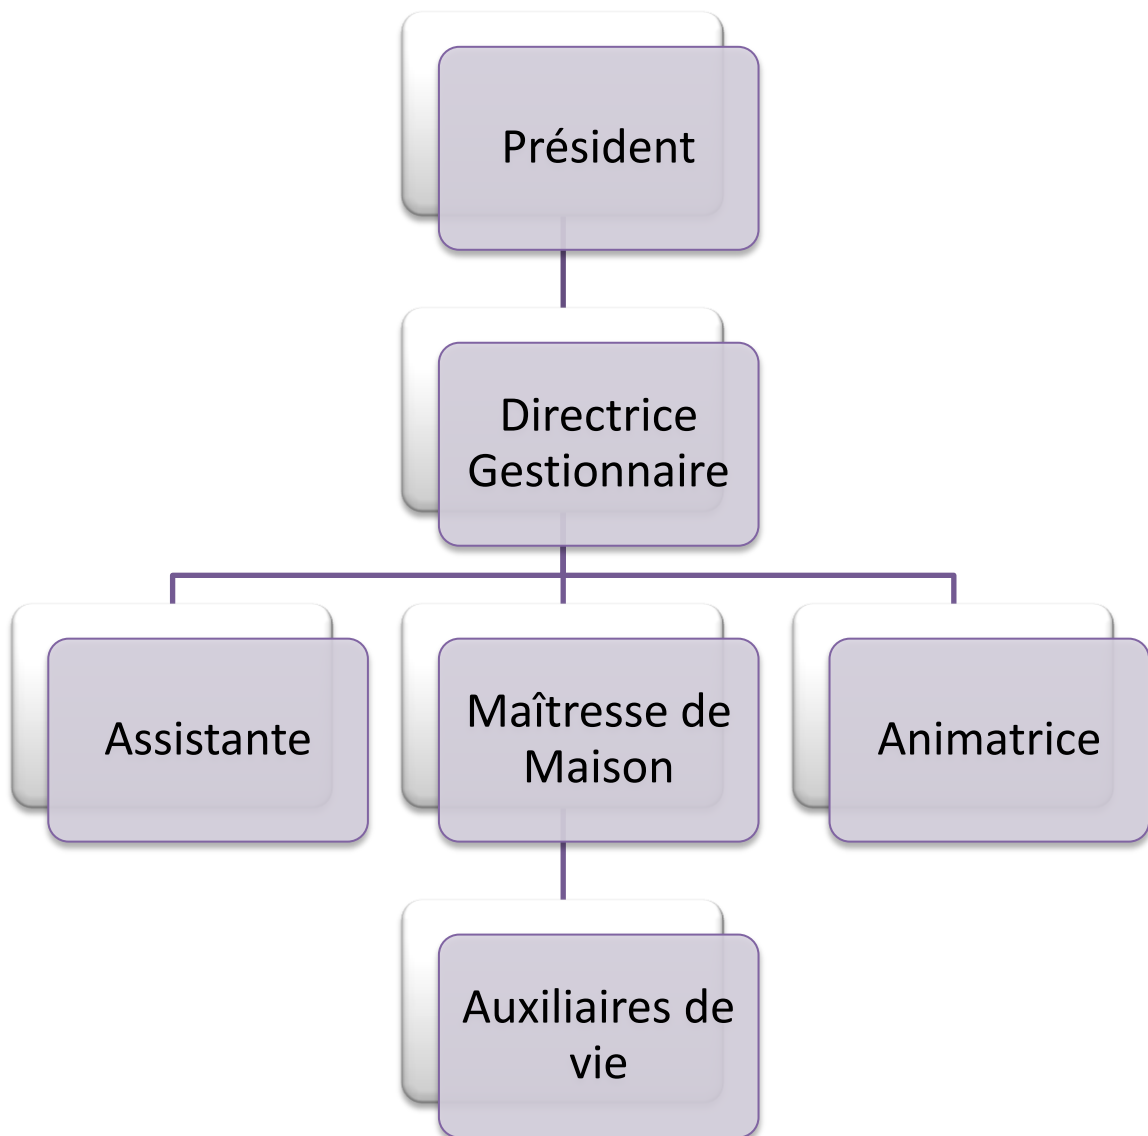 Président
Directrice
Gestionnaire
Assistante
Maîtresse de
Maison
Animatrice
Auxiliaires de
vie